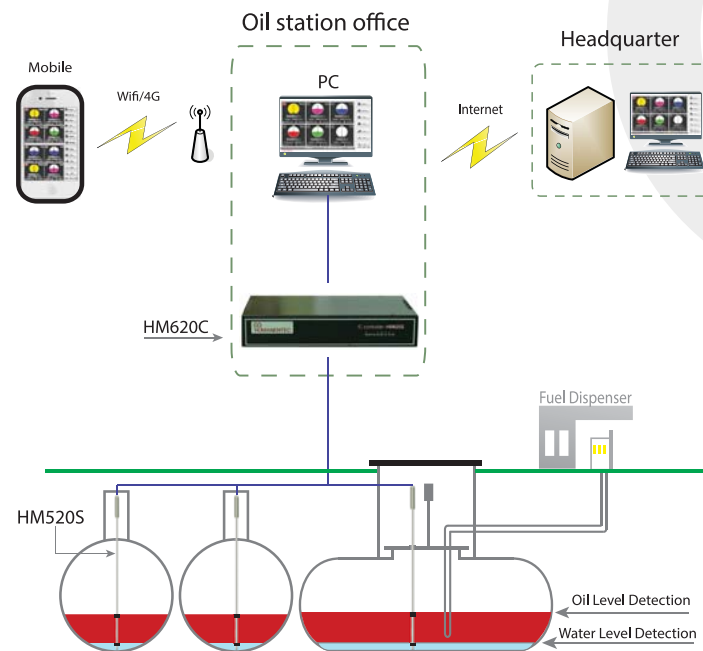 Oil station office
Headquarter
Mobile
PC
Wifi/4G
Internet
HM620C
Fuel Dispenser
HM520S
Oil Level Detection
Water Level Detection